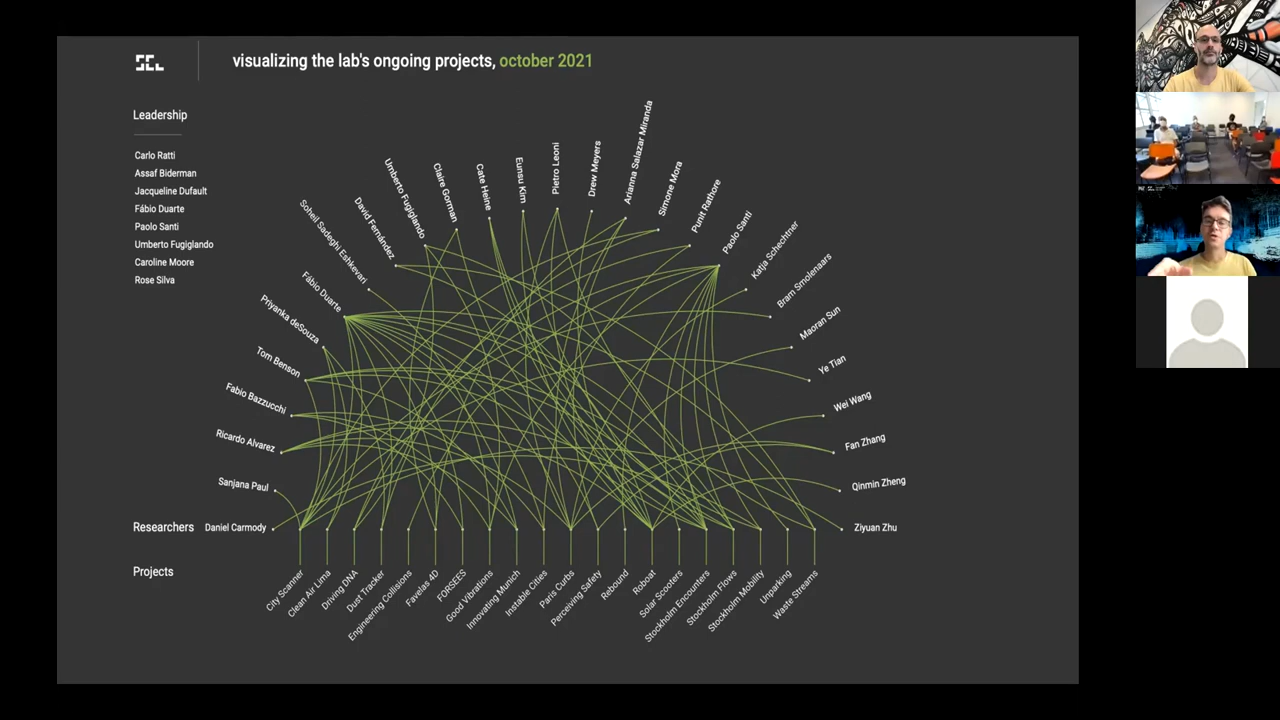 SCL
visualizing the lab's ongoing projects, october 2021
Leadership
Carlo Ratti
Assaf Biderman
Jacqueline Dufault
Fábio Duarte
Paolo Santi
Umberto Fugiglando
Caroline Moore
Rose Silva
Researchers
Daniel Carmody
Sanjana Paul
Ricardo Alvarez
Fabio Bazzucchi
Tom Benson
Priyanka deSouza
Fábio Duarte
Soheil Sadeghi Eshkevari
David Fernández
Umberto Fugiglando
Claire Gorman
Cate Heine
Eunsu Kim
Pietro Leoni
Drew Meyers
Arianna Salazar Miranda
Simone Mora
Punit Rathore
Paolo Santi
Katja Schechtner
Bram Smolenaars
Maoran Sun
Ye Tian
Wei Wang
Fan Zhang
Qinmin Zheng
Ziyuan Zhu
Projects
City Scanner
Clean Air Lima
Driving DNA
Dust Tracker
Engineering Collisions
Favelas 4D
FORSEES
Good Vibrations
Innovating Munich
Instable Cities
Paris Curbs
Perceiving Safety
Rebound
Roboat
Solar Scooters
Stockholm Encounters
Stockholm Flows
Stockholm Mobility
Unparking
Waste Streams